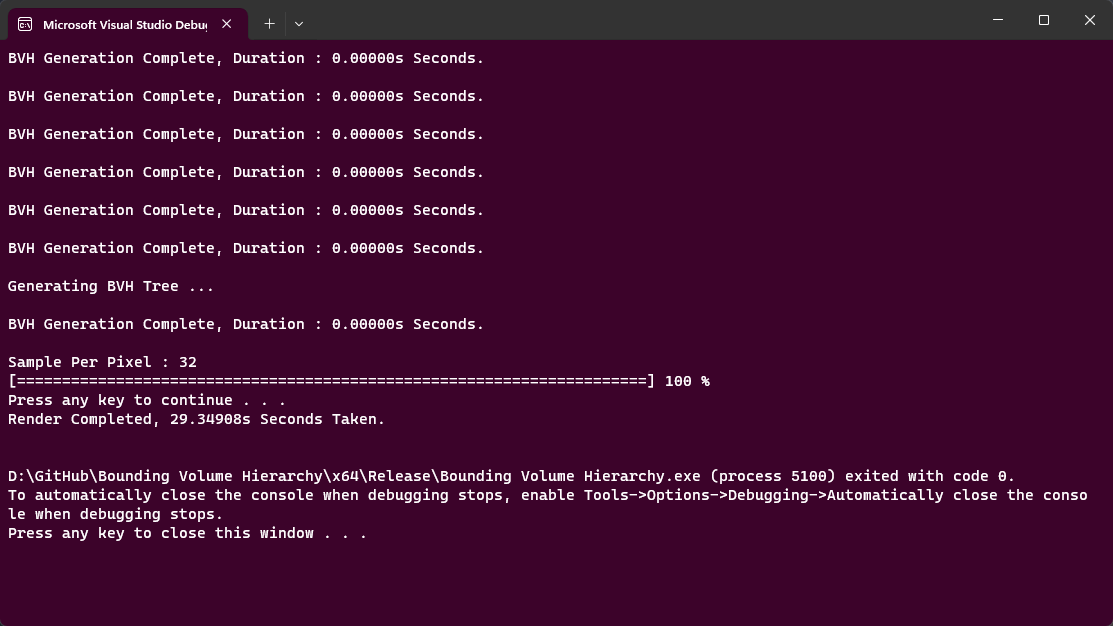 Microsoft Visual Studio Debu
BVH Generation Complete, Duration : 0.00000s Seconds.
BVH Generation Complete, Duration : 0.00000s Seconds.
BVH Generation Complete, Duration : 0.00000s Seconds.
BVH Generation Complete, Duration : 0.00000s Seconds.
BVH Generation Complete, Duration : 0.00000s Seconds.
BVH Generation Complete, Duration : 0.00000s Seconds.
Generating BVH Tree ...
BVH Generation Complete, Duration : 0.00000s Seconds.
Sample Per Pixel : 32
[======================================================================] 100 %
Press any key to continue . . .
Render Completed, 29.34908s Seconds Taken.
D:\GitHub\Bounding Volume Hierarchy\x64\Release\Bounding Volume Hierarchy.exe (process 5100) exited with code 0.
To automatically close the console when debugging stops, enable Tools->Options->Debugging->Automatically close the conso
le when debugging stops.
Press any key to close this window . . .